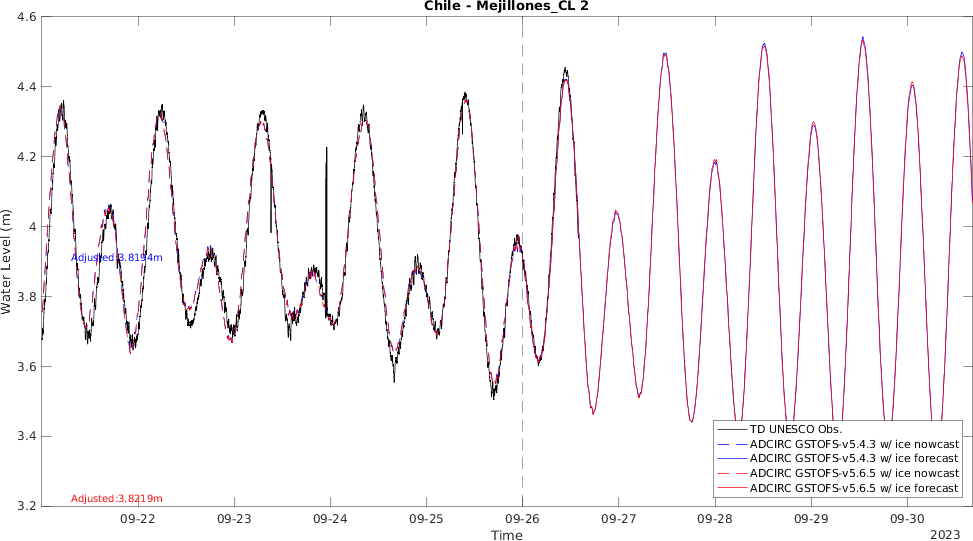 Chile - Mejillones_CL 2
4.6
4.4
4.2
4
3.8
3.6
3.4
3.2
Water Level (m)
Adjusted:3.8194m
Adjusted:3.8219m
TD UNESCO Obs.
ADCIRC GSTOFS-v5.4.3 w/ ice nowcast
ADCIRC GSTOFS-v5.4.3 w/ ice forecast
ADCIRC GSTOFS-v5.6.5 w/ ice nowcast
ADCIRC GSTOFS-v5.6.5 w/ ice forecast
09-22 09-23 09-24 09-25 09-26 09-27 09-28 09-29 09-30
Time
2023